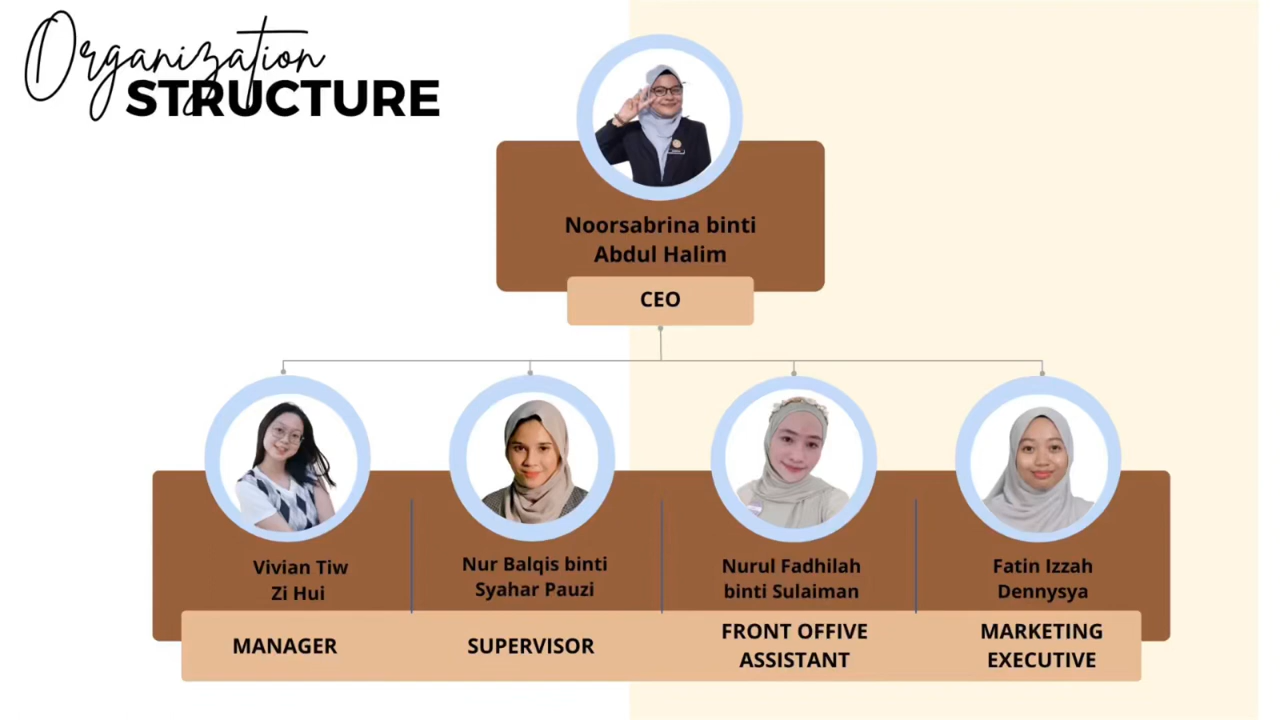 Organization
STRUCTURE
Noorsabrina binti
Abdul Halim
CEO
Vivian Tiw
Zi Hui
MANAGER
Nur Balqis binti
Syahar Pauzi
SUPERVISOR
Nurul Fadhilah
binti Sulaiman
FRONT OFFIVE
ASSISTANT
Fatin Izzah
Dennysya
MARKETING
EXECUTIVE